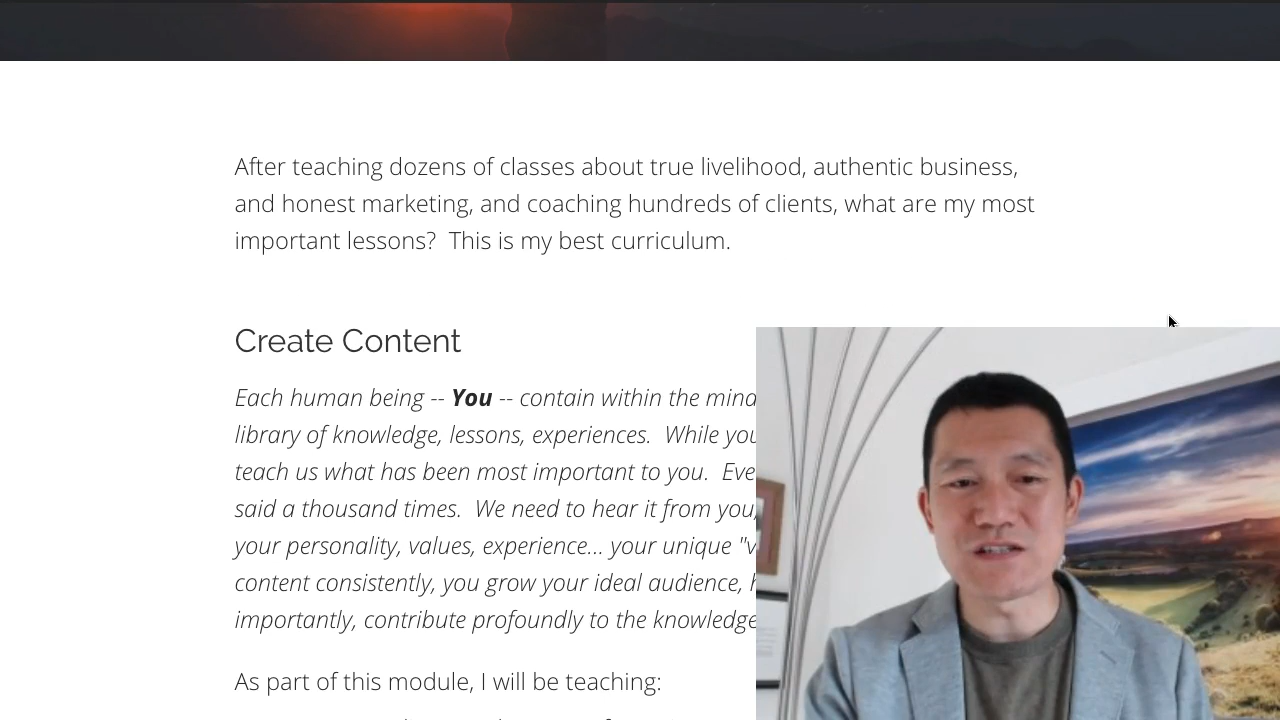 After teaching dozens of classes about true livelihood, authentic business,
and honest marketing, and coaching hundreds of clients, what are my most
important lessons?  This is my best curriculum.
Create Content
Each human being -- You -- contain within the mind
library of knowledge, lessons, experiences.  While you
teach us what has been most important to you.  Eve
said a thousand times.  We need to hear it from you,
your personality, values, experience... your unique "v
content consistently, you grow your ideal audience, h
importantly, contribute profoundly to the knowledge
As part of this module, I will be teaching: